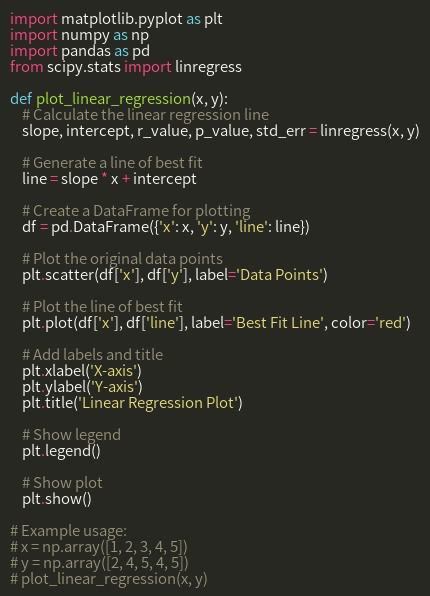 import matplotlib.pyplot as plt
import numpy as np
import pandas as pd
from scipy.stats import linregress

def plot_linear_regression(x, y):
    # Calculate the linear regression line
    slope, intercept, r_value, p_value, std_err = linregress(x, y)

    # Generate a line of best fit
    line = slope * x + intercept

    # Create a DataFrame for plotting
    df = pd.DataFrame({'x': x, 'y': y, 'line': line})

    # Plot the original data points
    plt.scatter(df['x'], df['y'], label='Data Points')

    # Plot the line of best fit
    plt.plot(df['x'], df['line'], label='Best Fit Line', color='red')

    # Add labels and title
    plt.xlabel('X-axis')
    plt.ylabel('Y-axis')
    plt.title('Linear Regression Plot')

    # Show legend
    plt.legend()

    # Show plot
    plt.show()

# Example usage:
# x = np.array([1, 2, 3, 4, 5])
# y = np.array([2, 4, 5, 4, 5])
# plot_linear_regression(x, y)